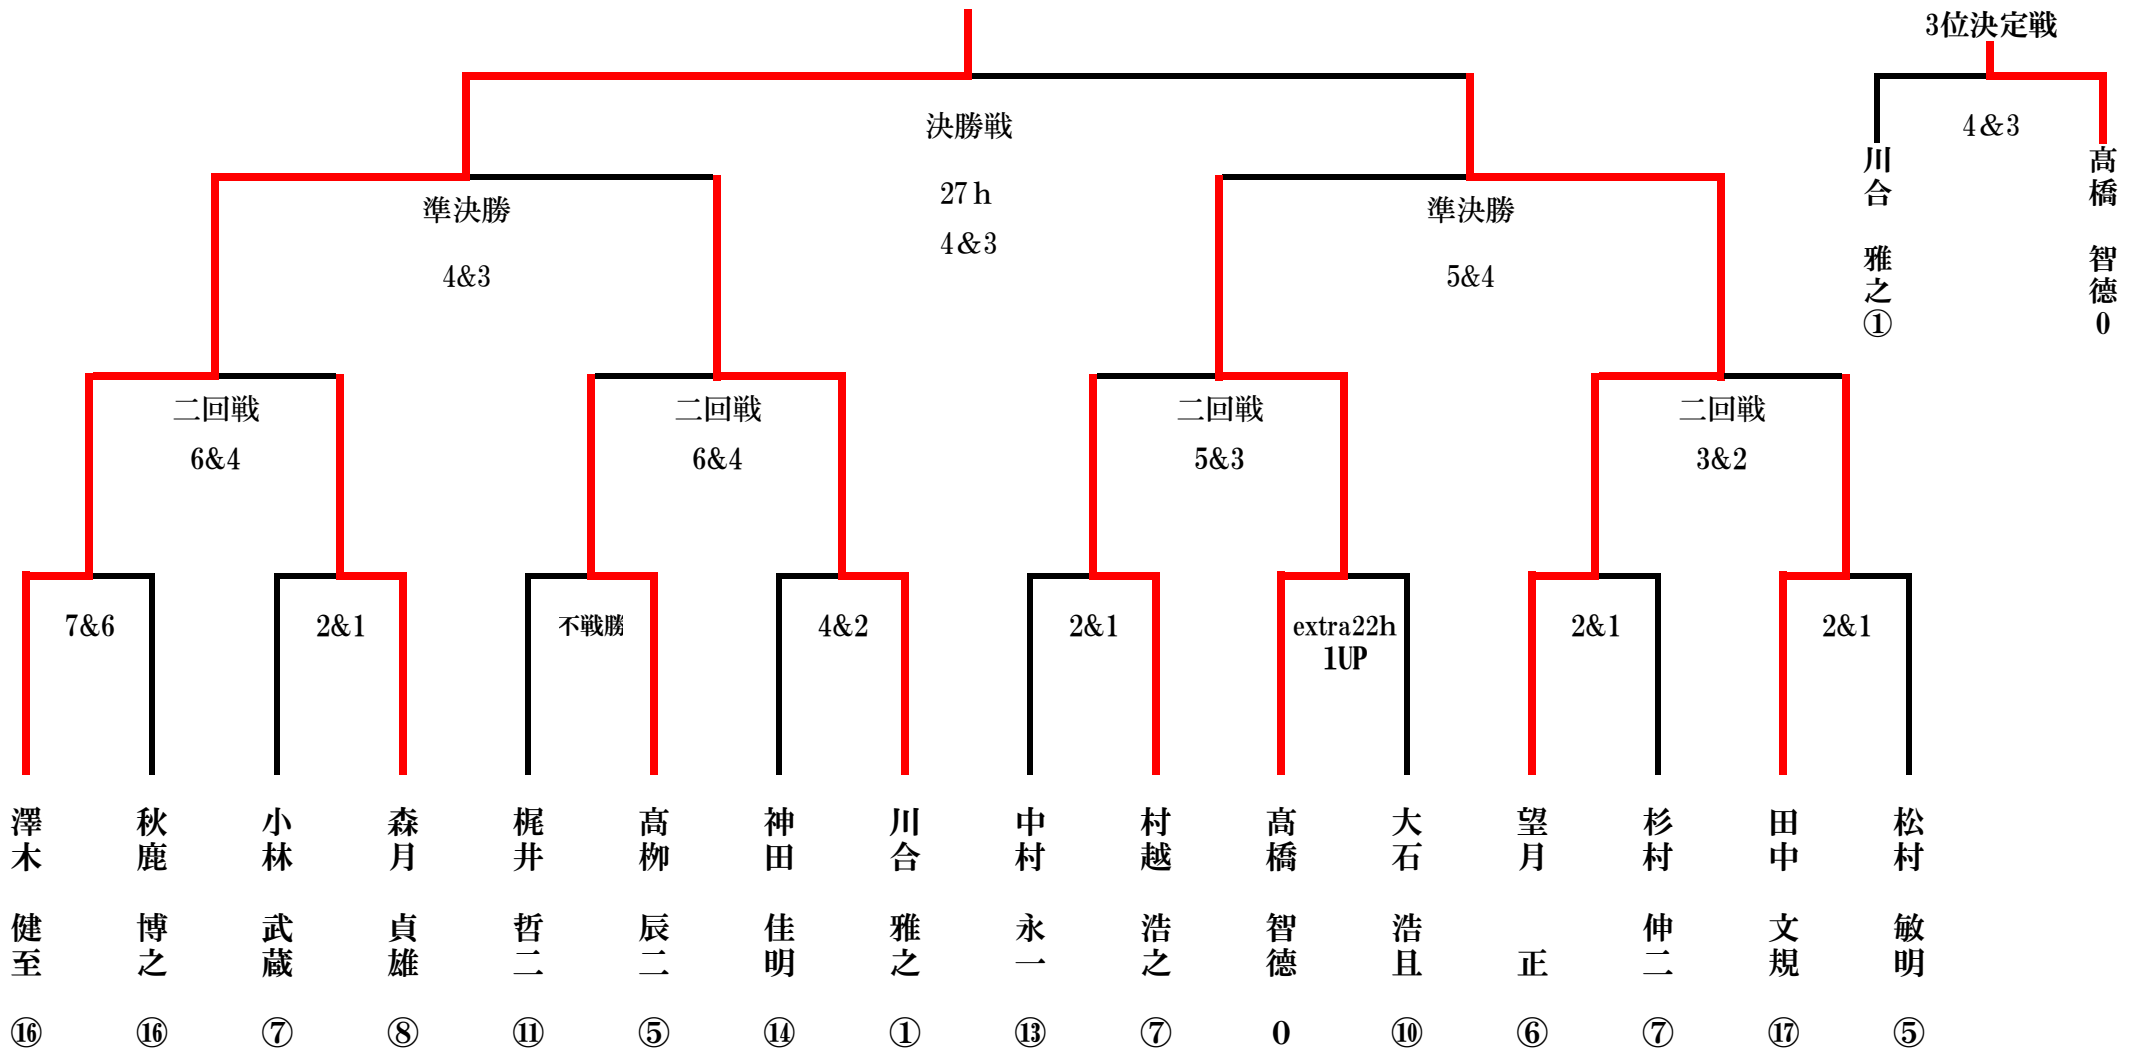 3位決定戦
決勝戦
27ｈ
4＆3
4＆3
川合　雅之①
髙橋　智德0
準決勝
4&3
準決勝
5&4
二回戦
6&4
二回戦
6&4
二回戦
5&3
二回戦
3&2
7&6
2&1
不戦勝
4&2
2&1
extra22h
1UP
2&1
2&1
澤木　健至　⑯
秋鹿　博之　⑯
小林　武蔵　⑦
森月　貞雄　⑧
梶井　哲二　⑪
髙栁　辰二　⑤
神田　佳明　⑭
川合　雅之　①
中村　永一　⑬
村越　浩之　⑦
髙橋　智德　0
大石　浩且　⑩
望月　　正　⑥
杉村　伸二　⑦
田中　文規　⑰
松村　敏明　⑤